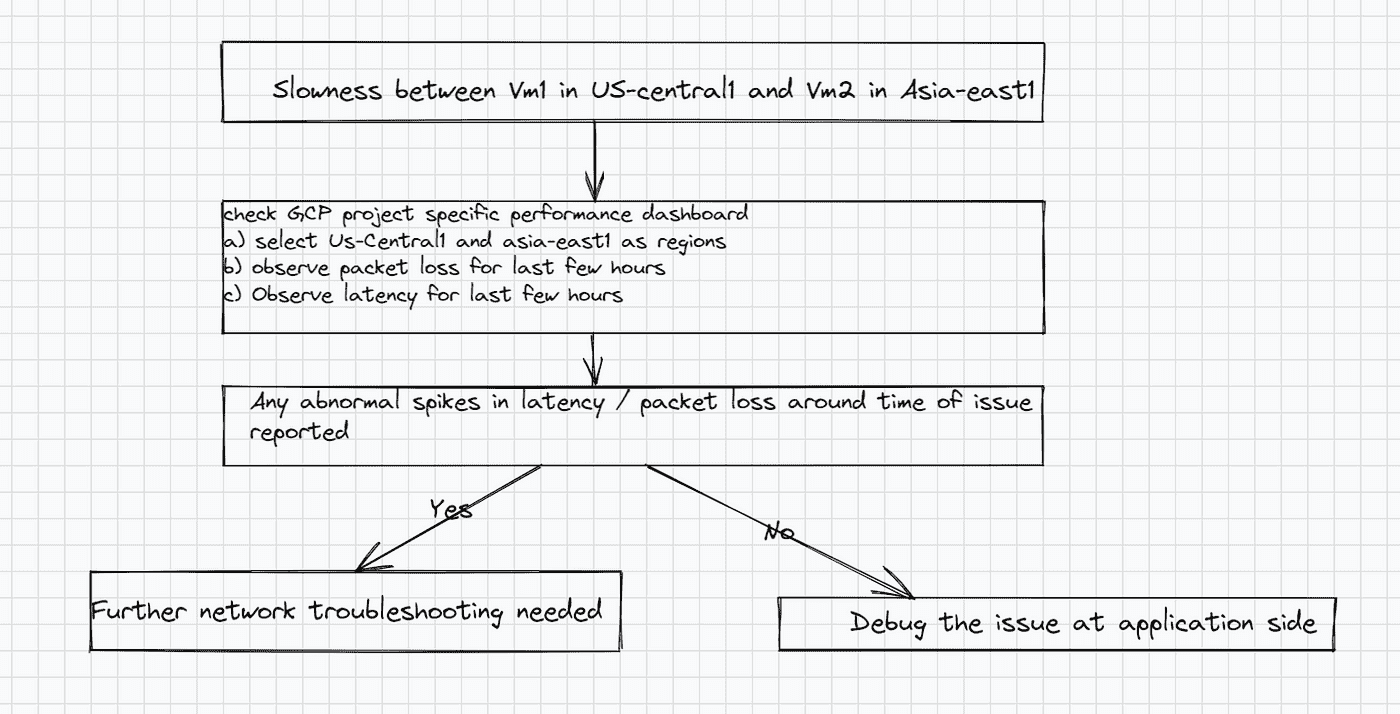 Slowness between Vm1 in US-central1 and Vm2 in Asia-east1
check GCP project specific performance dashboard
a) select Us-Central1 and asia-east1 as regions
b) observe packet loss for last few hours
c) Observe latency for last few hours
Any abnormal spikes in latency / packet loss around time of issue
reported
Yes
No
Further network troubleshooting needed
Debug the issue at application side